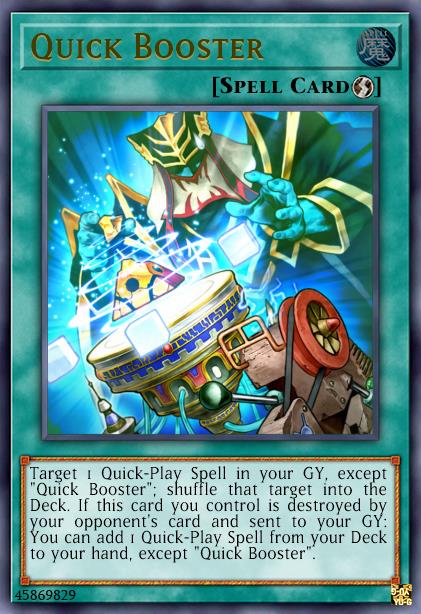 Quick Booster
魔
[Spell Card]
Target 1 Quick-Play Spell in your GY, except
"Quick Booster"; shuffle that target into the
Deck. If this card you control is destroyed by
your opponent's card and sent to your GY:
You can add 1 Quick-Play Spell from your Deck
to your hand, except "Quick Booster".
45869829